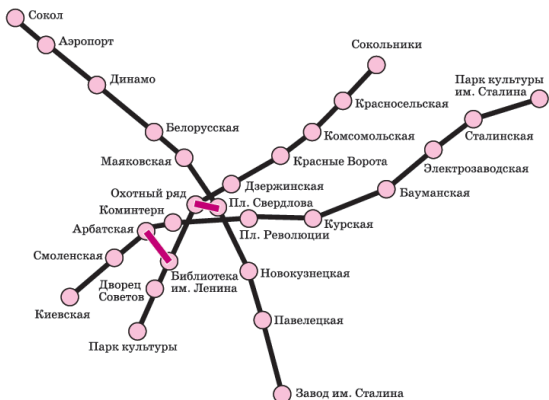 Сокол
Аэропорт
Динамо
Белорусская
Маяковская
Сокольники
Красносельская
Комсомольская
Красные Ворота
Дзержинская
Охотный ряд
Библиотека
им. Ленина
Дворец
Советов
Парк культуры
Парк культуры
им. Сталина
Сталинская
Электрозаводская
Бауманская
Курская
Пл. Революции
Коминтерн
Арбатская
Смоленская
Киевская
Пл. Свердлова
Новокузнецкая
Павелецкая
Завод им. Сталина